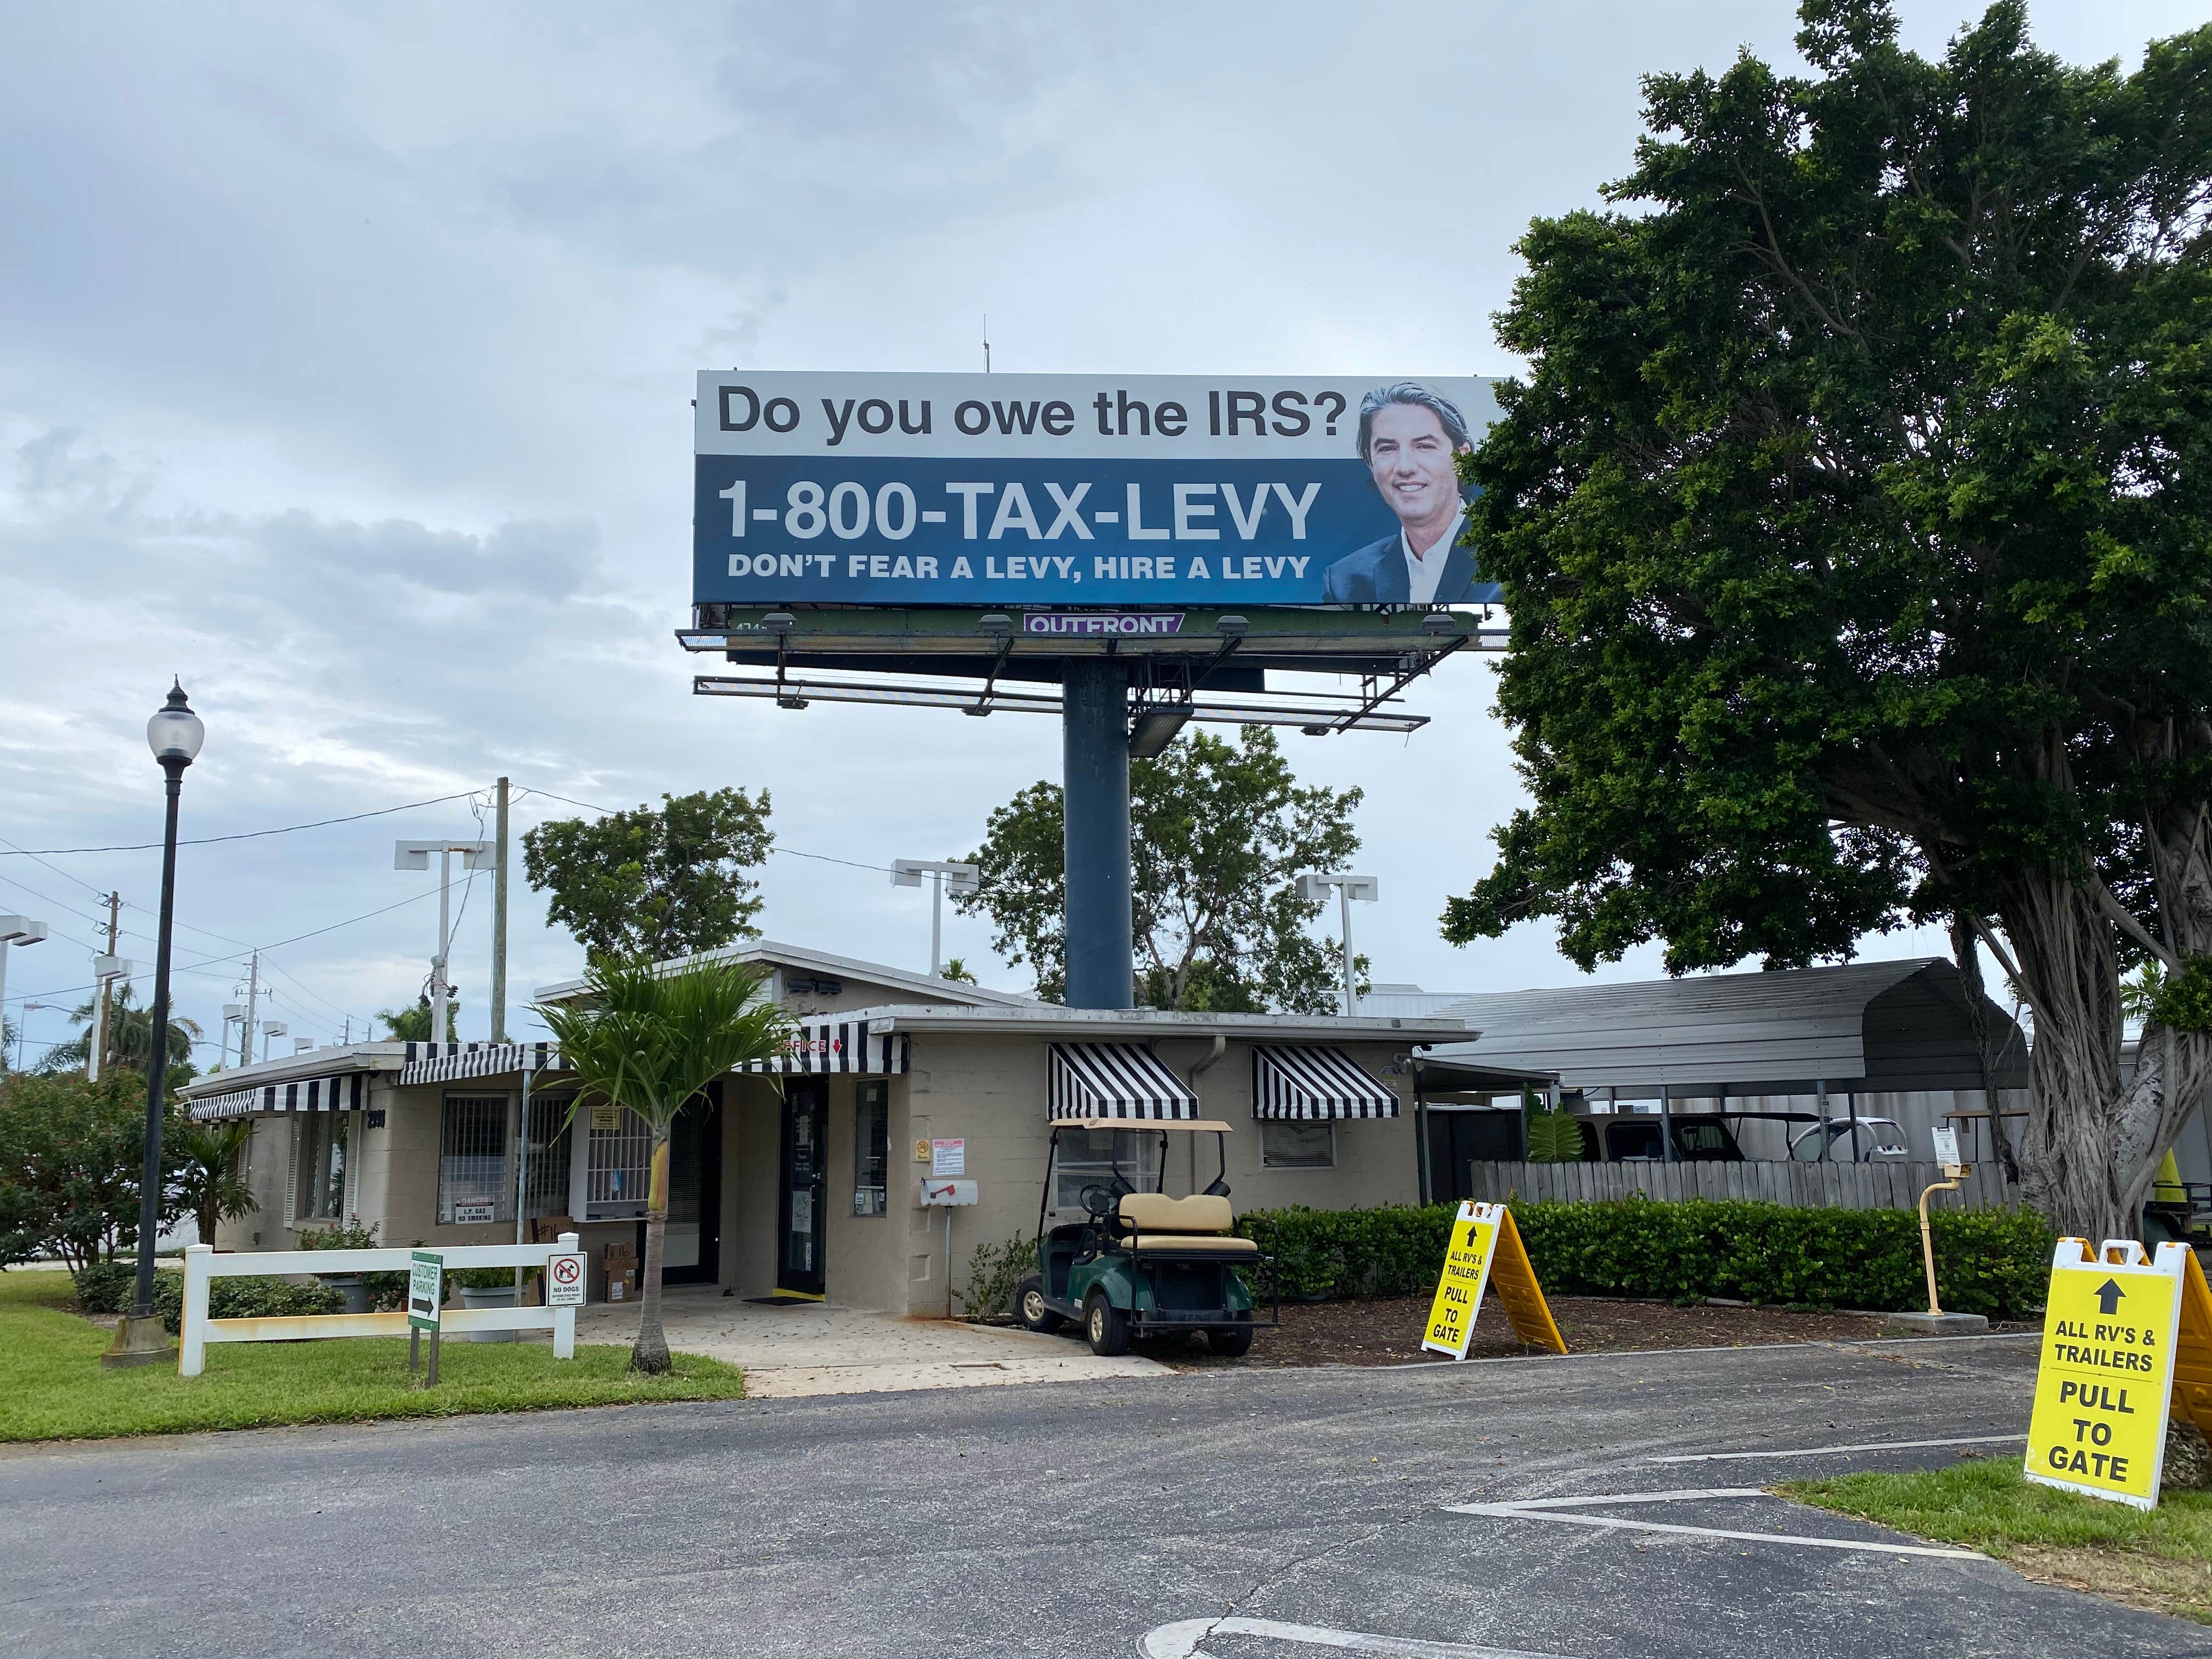 Do you owe the IRS?
1-800-TAX-LEVY
DON'T FEAR A LEVY, HIRE A LEVY
OUTFRONT/
DANGER
L.P. GAS
NO SMOKING
CUSTOMER
PARKING
NO DOGS
#16
ALL RV'S &
TRAILERS
PULL
TO
GATE
ALL RV'S &
TRAILERS
PULL
TO
GATE